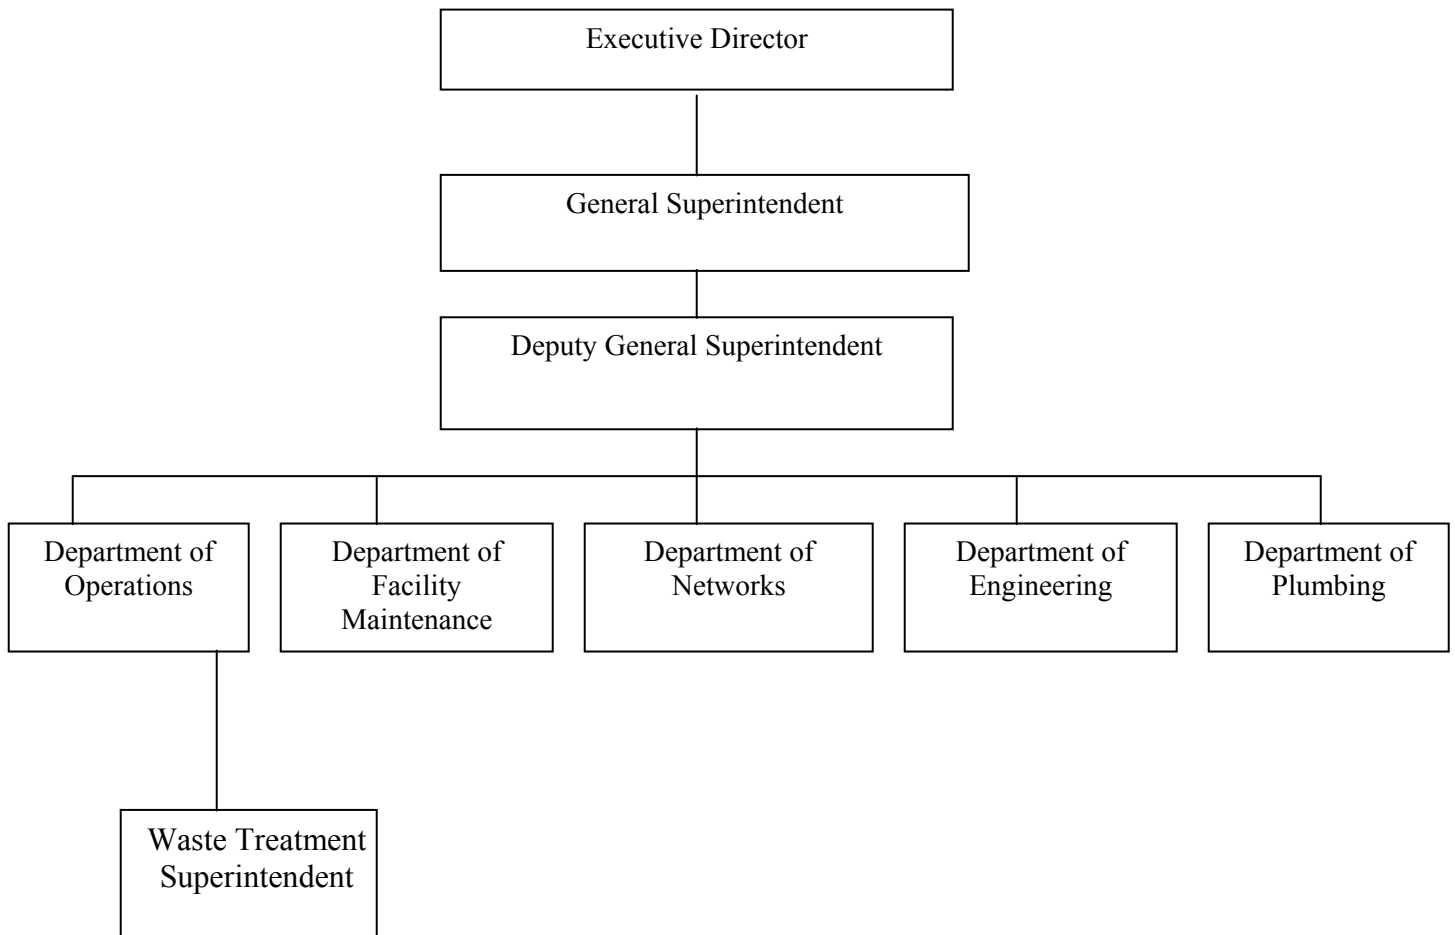 Executive Director
General Superintendent
Deputy General Superintendent
Department of
Operations
Department of
Facility
Maintenance
Department of
Networks
Department of
Engineering
Department of
Plumbing
Waste Treatment
Superintendent